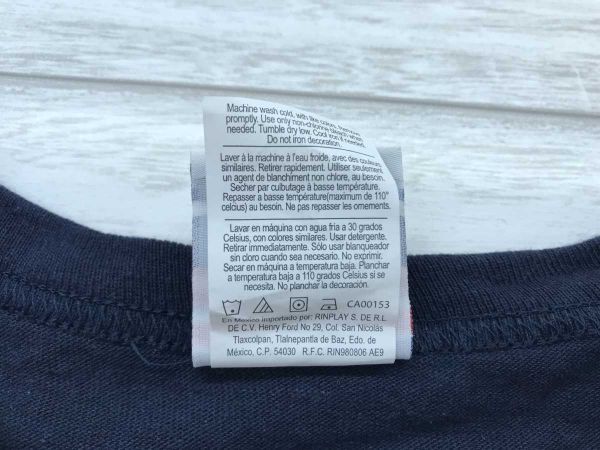 Machine wash cold, with like colors. Remove
promptly. Use only non-chlorine bleach when
needed. Tumble dry low. Cool iron if needed.
Do not iron decoration.
Laver à la machine à l'eau froide, avec des couleurs
similaires. Retirer rapidement. Utiliser seulement
un agent de blanchiment non chlore, au besoin.
Secher par culbutage à basse température.
Repasser a basse température(maximum de 110°
celcius) au besoin. Ne pas repasser les ornements.
Lavar en máquina con agua fria a 30 grados
Celsius, con colores similares. Usar detergente.
Retirar immediatamente. Sólo usar blanqueador
sin cloro cuando sea necesario. No exprimir.
Secar en máquina a temperatura baja. Planchar
a temperatura baja a 110 grados Celsius si se
necesita. No planchar la decoración.
CA00153
En Mexico importado por: RINPLAY S. DE R.L
DE C.V. Henry Ford No 29, Col. San Nicolás
Tlaxcolpan, Tlalnepantla de Baz, Edo. de
México, C.P. 54030 R.F.C. RIN980806 AE9